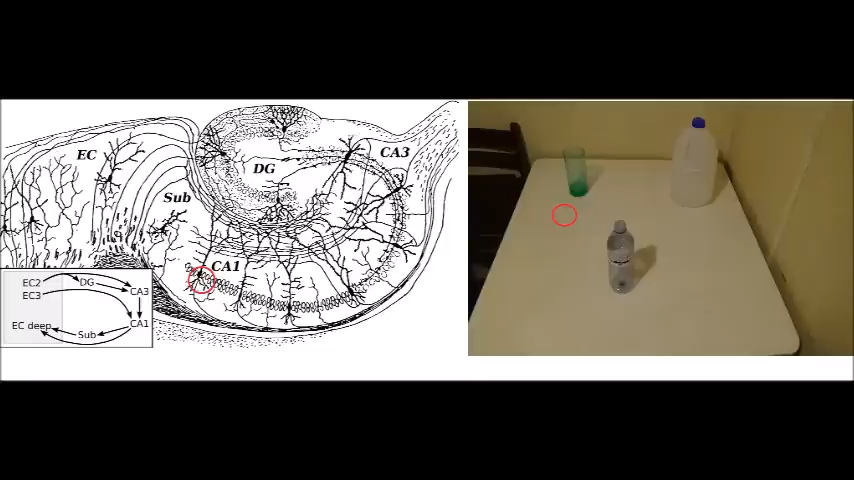 EC
DG
CA3
Sub
CA1
EC2
DG
EC3
CA3
EC deep
Sub
CA1